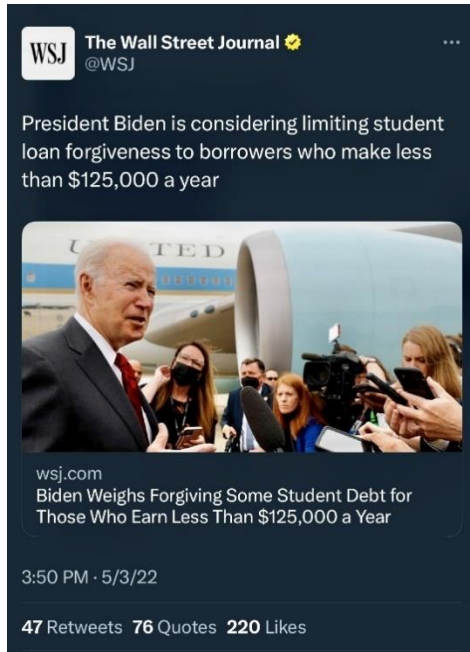 WSJ
The Wall Street Journal
@WSJ
President Biden is considering limiting student
loan forgiveness to borrowers who make less
than $125,000 a year
UNITED
wsj.com
Biden Weighs Forgiving Some Student Debt for
Those Who Earn Less Than $125,000 a Year
3:50 PM · 5/3/22
47 Retweets 76 Quotes 220 Likes